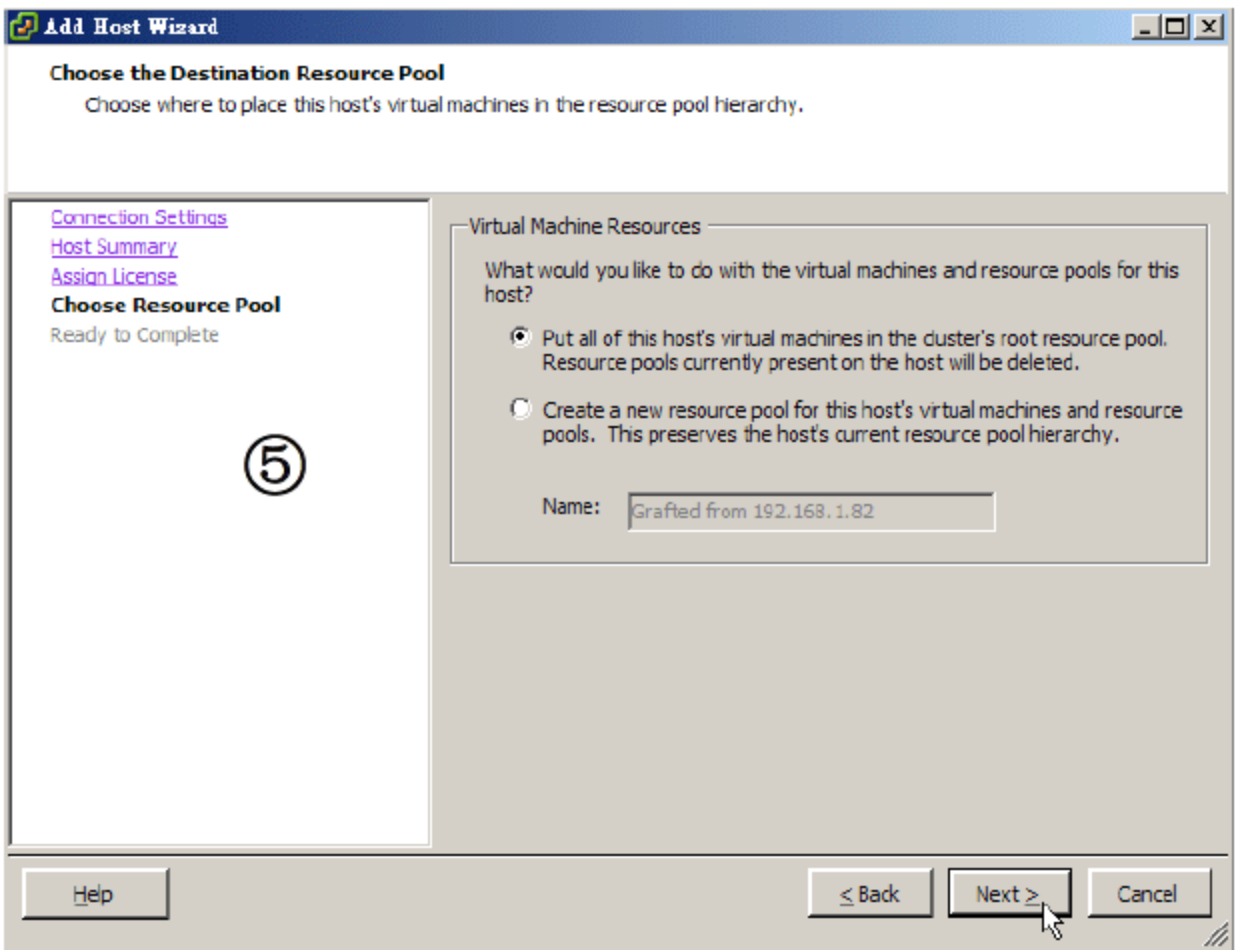 Add Host Wizard
Choose the Destination Resource Pool
Choose where to place this host's virtual machines in the resource pool hierarchy.
Connection Settings
Host Summary
Assign License
Choose Resource Pool
Ready to Complete
⑤
Virtual Machine Resources
What would you like to do with the virtual machines and resource pools for this
host?
Put all of this host's virtual machines in the cluster's root resource pool.
Resource pools currently present on the host will be deleted.
Create a new resource pool for this host's virtual machines and resource
pools. This preserves the host's current resource pool hierarchy.
Name: Grafted from 192.168.1.82
Help
< Back
Next >
Cancel